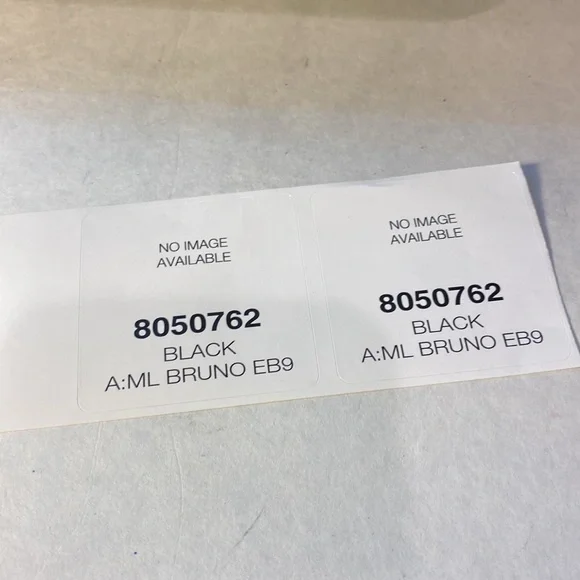 NO IMAGE
AVAILABLE
8050762
BLACK
A:ML BRUNO EB9
NO IMAGE
AVAILABLE
8050762
BLACK
A:ML BRUNO EB9